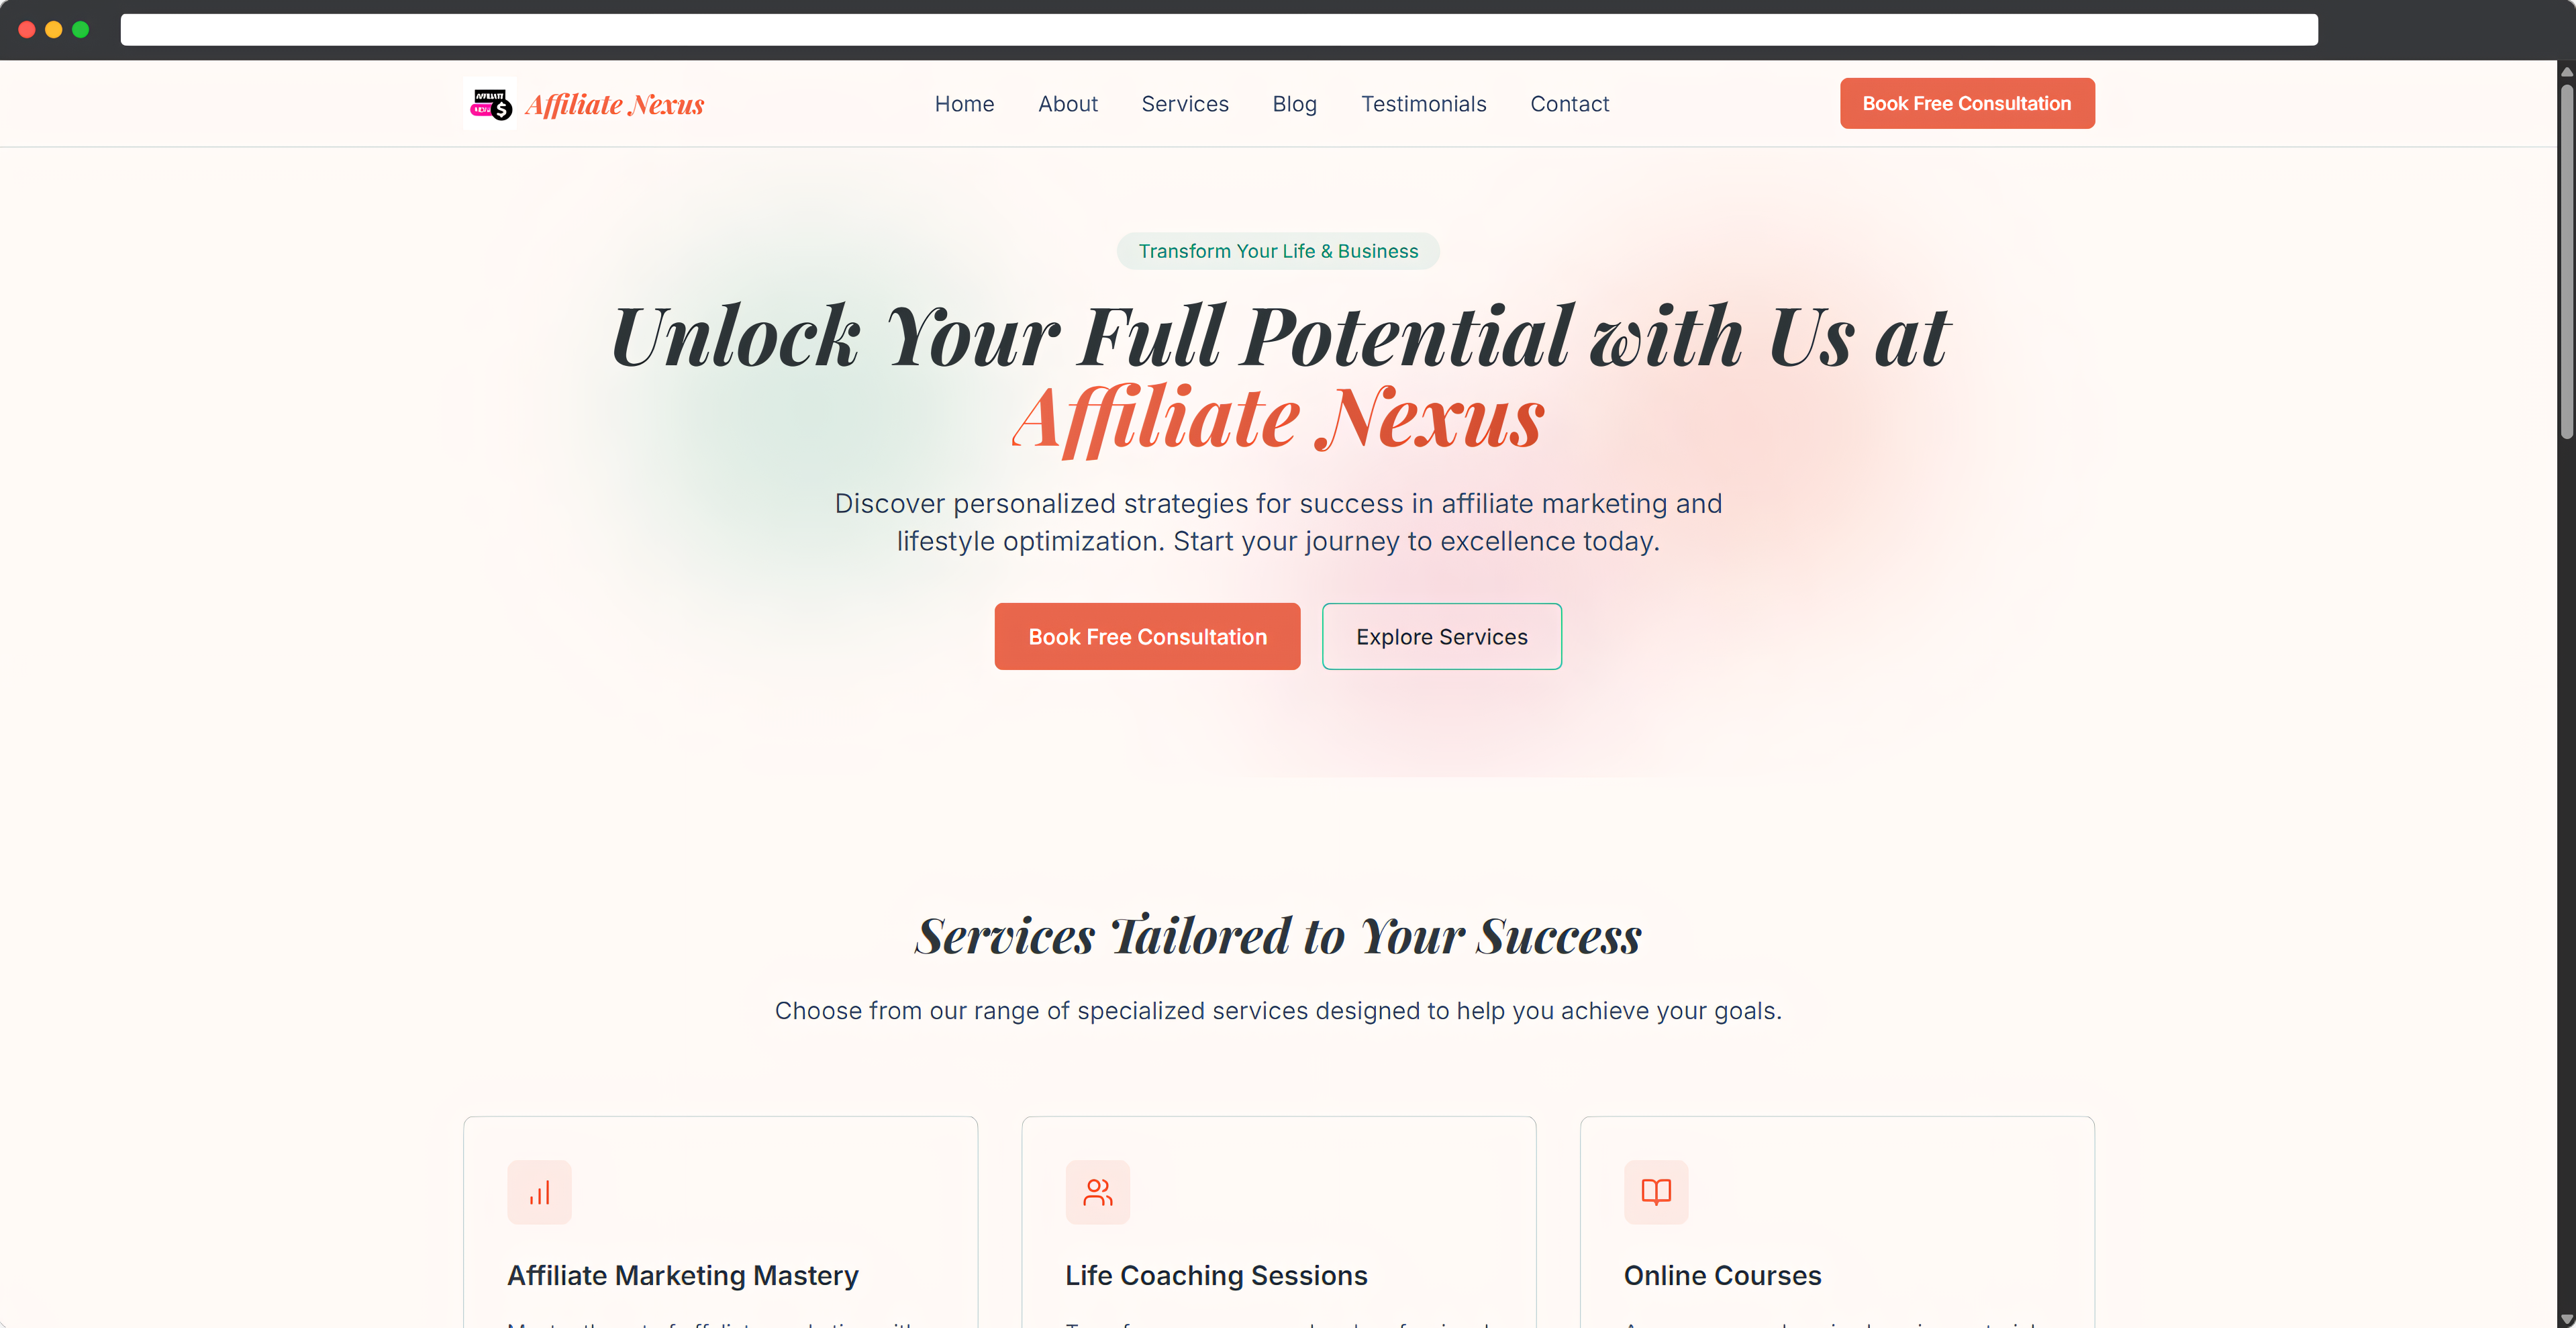 AFFILIATE
$
Affiliate Nexus
Home
About
Services
Blog
Testimonials
Contact
Book Free Consultation
Transform Your Life & Business
Unlock Your Full Potential with Us at
Affiliate Nexus
Discover personalized strategies for success in affiliate marketing and
lifestyle optimization. Start your journey to excellence today.
Book Free Consultation
Explore Services
Services Tailored to Your Success
Choose from our range of specialized services designed to help you achieve your goals.
Affiliate Marketing Mastery
Life Coaching Sessions
Online Courses